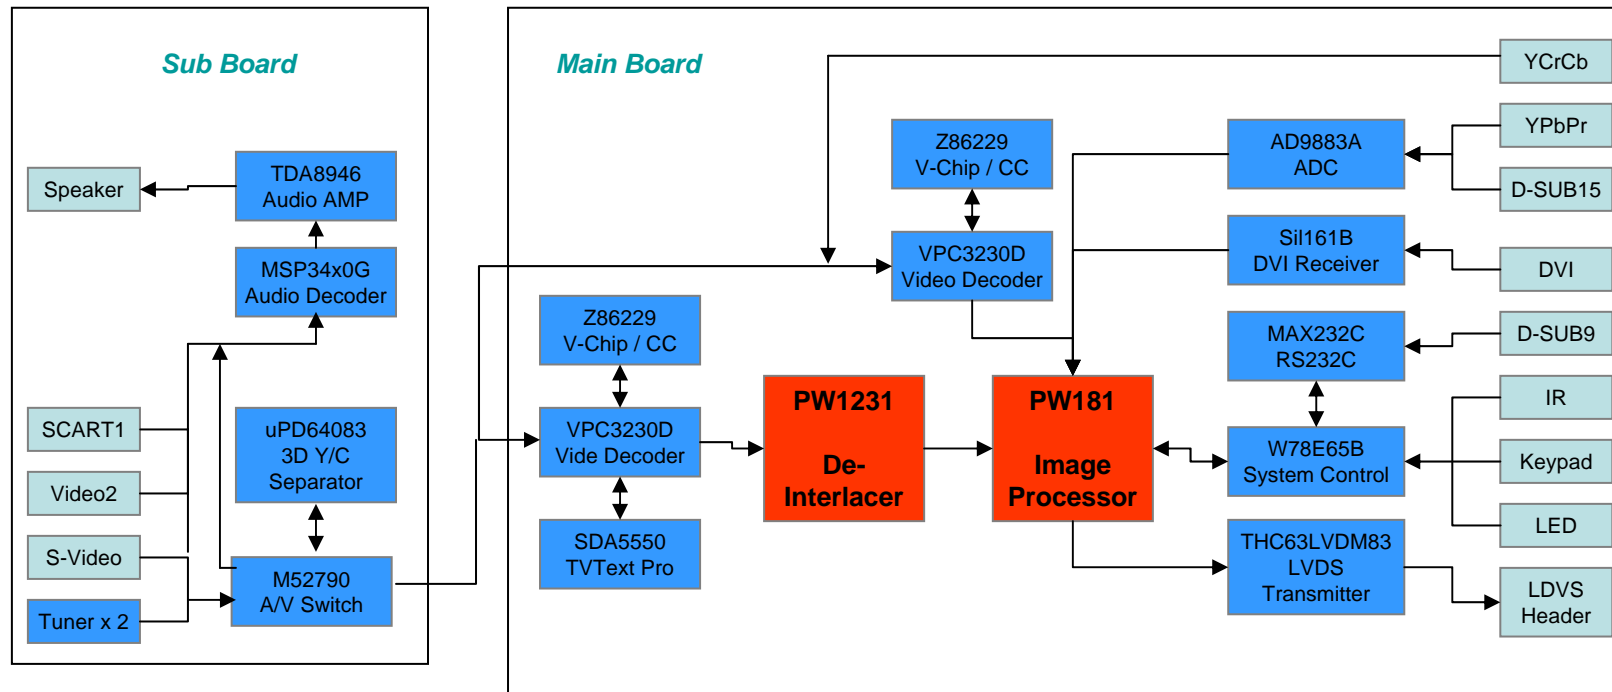 Sub Board
Speaker
TDA8946
Audio AMP
MSP34x0G
Audio Decoder
SCART1
Video2
S-Video
Tuner x 2
uPD64083
3D Y/C
Separator
M52790
A/V Switch
Main Board
Z86229
V-Chip / CC
VPC3230D
Video Decoder
Z86229
V-Chip / CC
VPC3230D
Vide Decoder
SDA5550
TVText Pro
PW1231
De-
Interlacer
PW181
Image
Processor
AD9883A
ADC
SiI161B
DVI Receiver
MAX232C
RS232C
W78E65B
System Control
THC63LVDM83
LVDS
Transmitter
YCrCb
YPbPr
D-SUB15
DVI
D-SUB9
IR
Keypad
LED
LDVS
Header